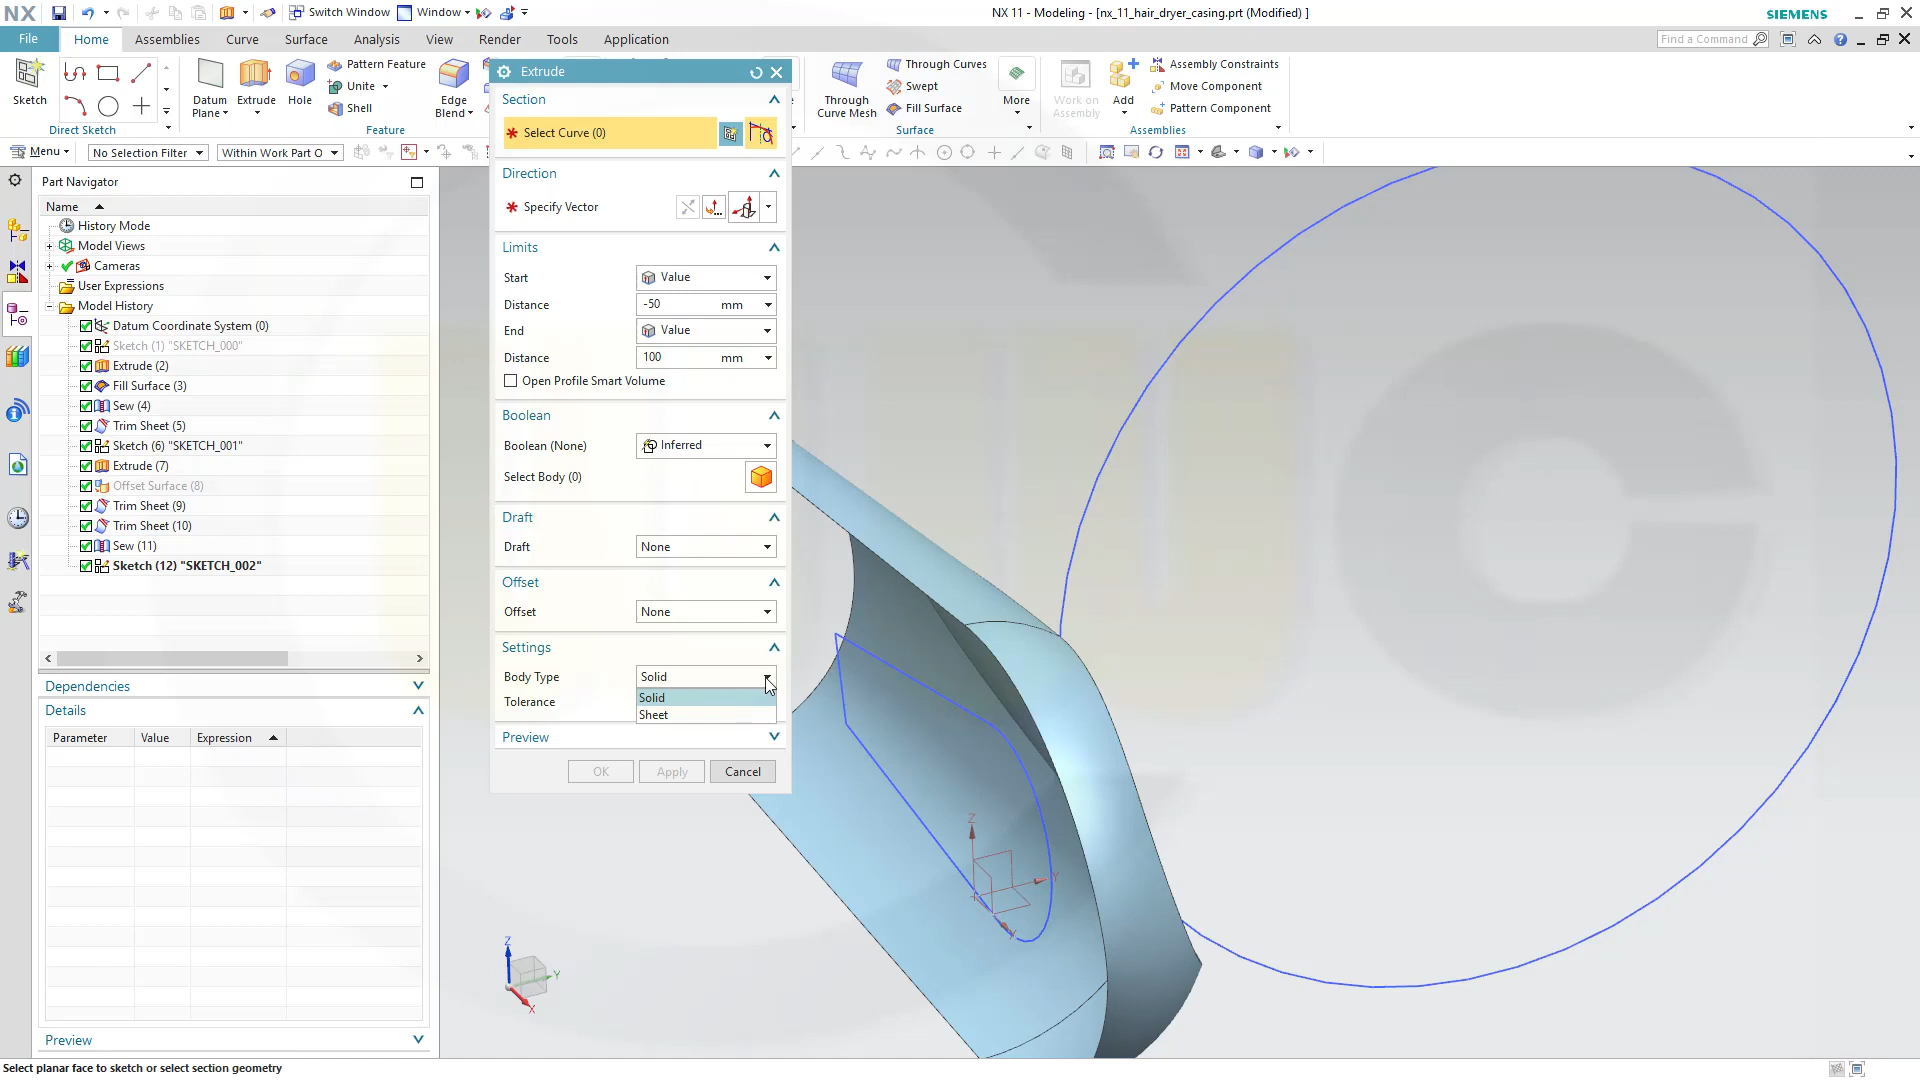 NX
Switch Window
Window
NX 11 - Modeling - [nx_11_hair_dryer_casing.prt (Modified) ]
SIEMENS
File
Home
Assemblies
Curve
Surface
Analysis
View
Render
Tools
Application
Find a Command
Sketch
Direct Sketch
Datum Plane
Extrude
Hole
Pattern Feature
Unite
Shell
Edge Blend
Feature
Through Curve Mesh
Through Curves
Swept
Fill Surface
More
Surface
Work on Assembly
Add
Assembly Constraints
Move Component
Pattern Component
Assemblies
Menu
No Selection Filter
Within Work Part O
Part Navigator
Name
History Mode
Model Views
Cameras
User Expressions
Model History
Datum Coordinate System (0)
Sketch (1) "SKETCH_000"
Extrude (2)
Fill Surface (3)
Sew (4)
Trim Sheet (5)
Sketch (6) "SKETCH_001"
Extrude (7)
Offset Surface (8)
Trim Sheet (9)
Trim Sheet (10)
Sew (11)
Sketch (12) "SKETCH_002"
Dependencies
Details
Parameter Value Expression
Preview
Extrude
Section
* Select Curve (0)
Direction
* Specify Vector
Limits
Start Value
Distance -50 mm
End Value
Distance 100 mm
Open Profile Smart Volume
Boolean
Boolean (None) Inferred
Select Body (0)
Draft
Draft None
Offset
Offset None
Settings
Body Type Solid
Solid
Tolerance
Sheet
Preview
OK Apply Cancel
Z
Y
Z
Y
X
Select planar face to sketch or select section geometry